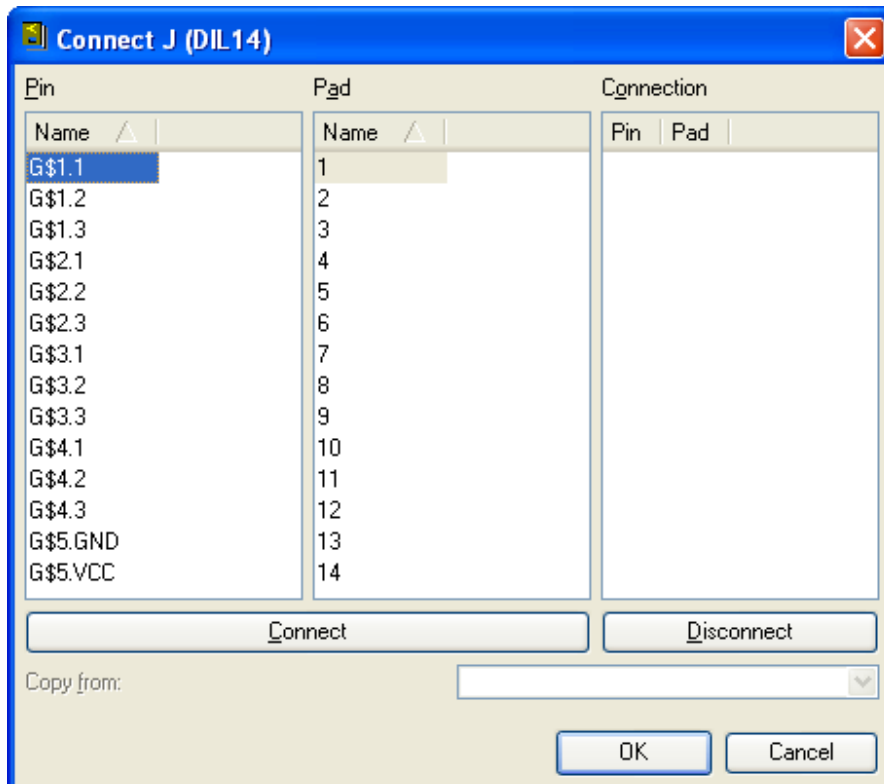 Connect J (DIL14)
Pin Pad Connection
Name Name Pin Pad
G$1.1 1
G$1.2 2
G$1.3 3
G$2.1 4
G$2.2 5
G$2.3 6
G$3.1 7
G$3.2 8
G$3.3 9
G$4.1 10
G$4.2 11
G$4.3 12
G$5.GND 13
G$5.VCC 14
Connect Disconnect
Copy from:
OK Cancel